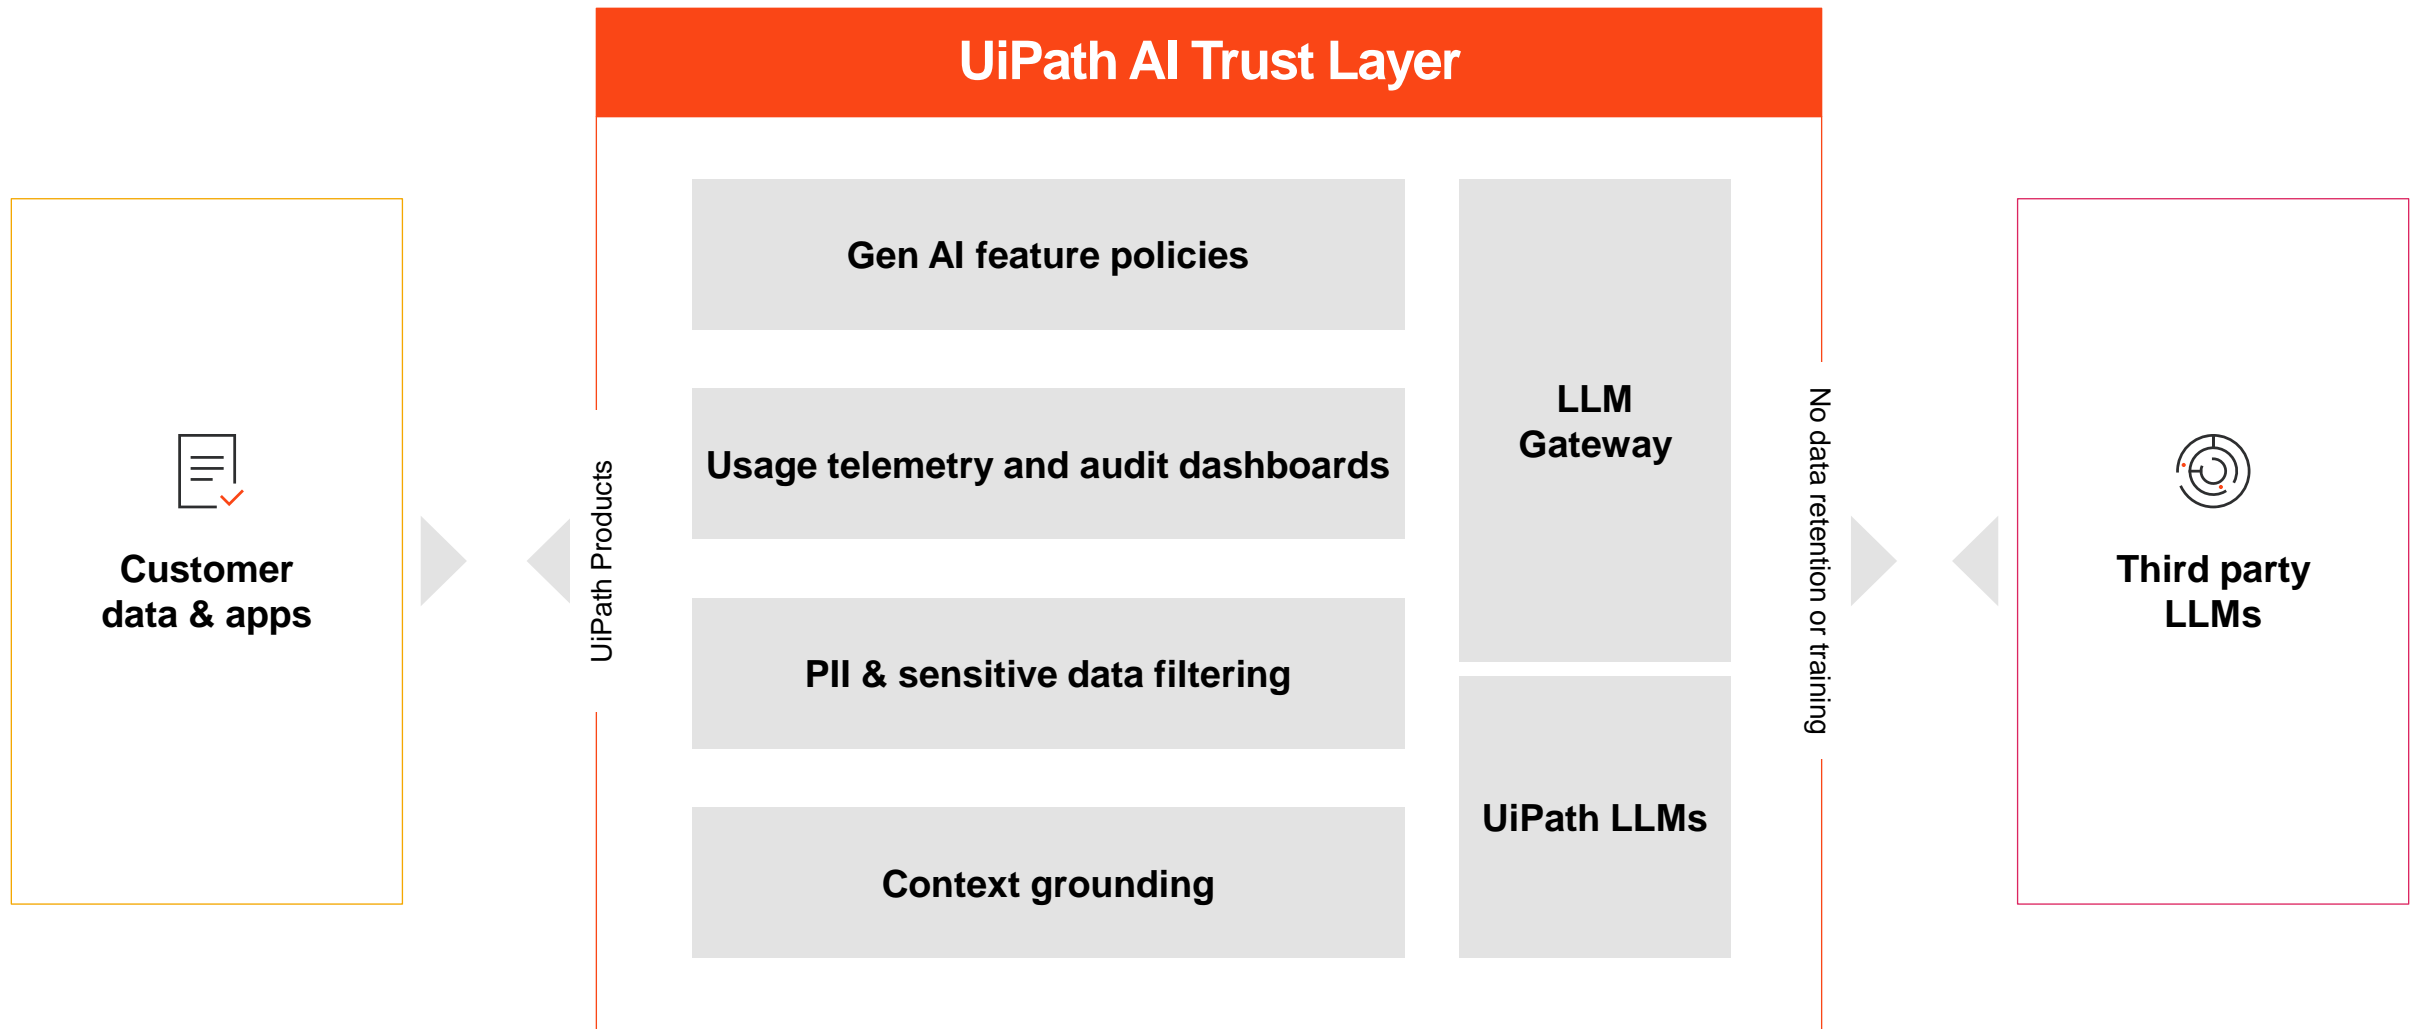 UiPath AI Trust Layer
Customer
data & apps
UiPath Products
Gen AI feature policies
Usage telemetry and audit dashboards
PII & sensitive data filtering
Context grounding
LLM
Gateway
UiPath LLMs
No data retention or training
Third party
LLMs